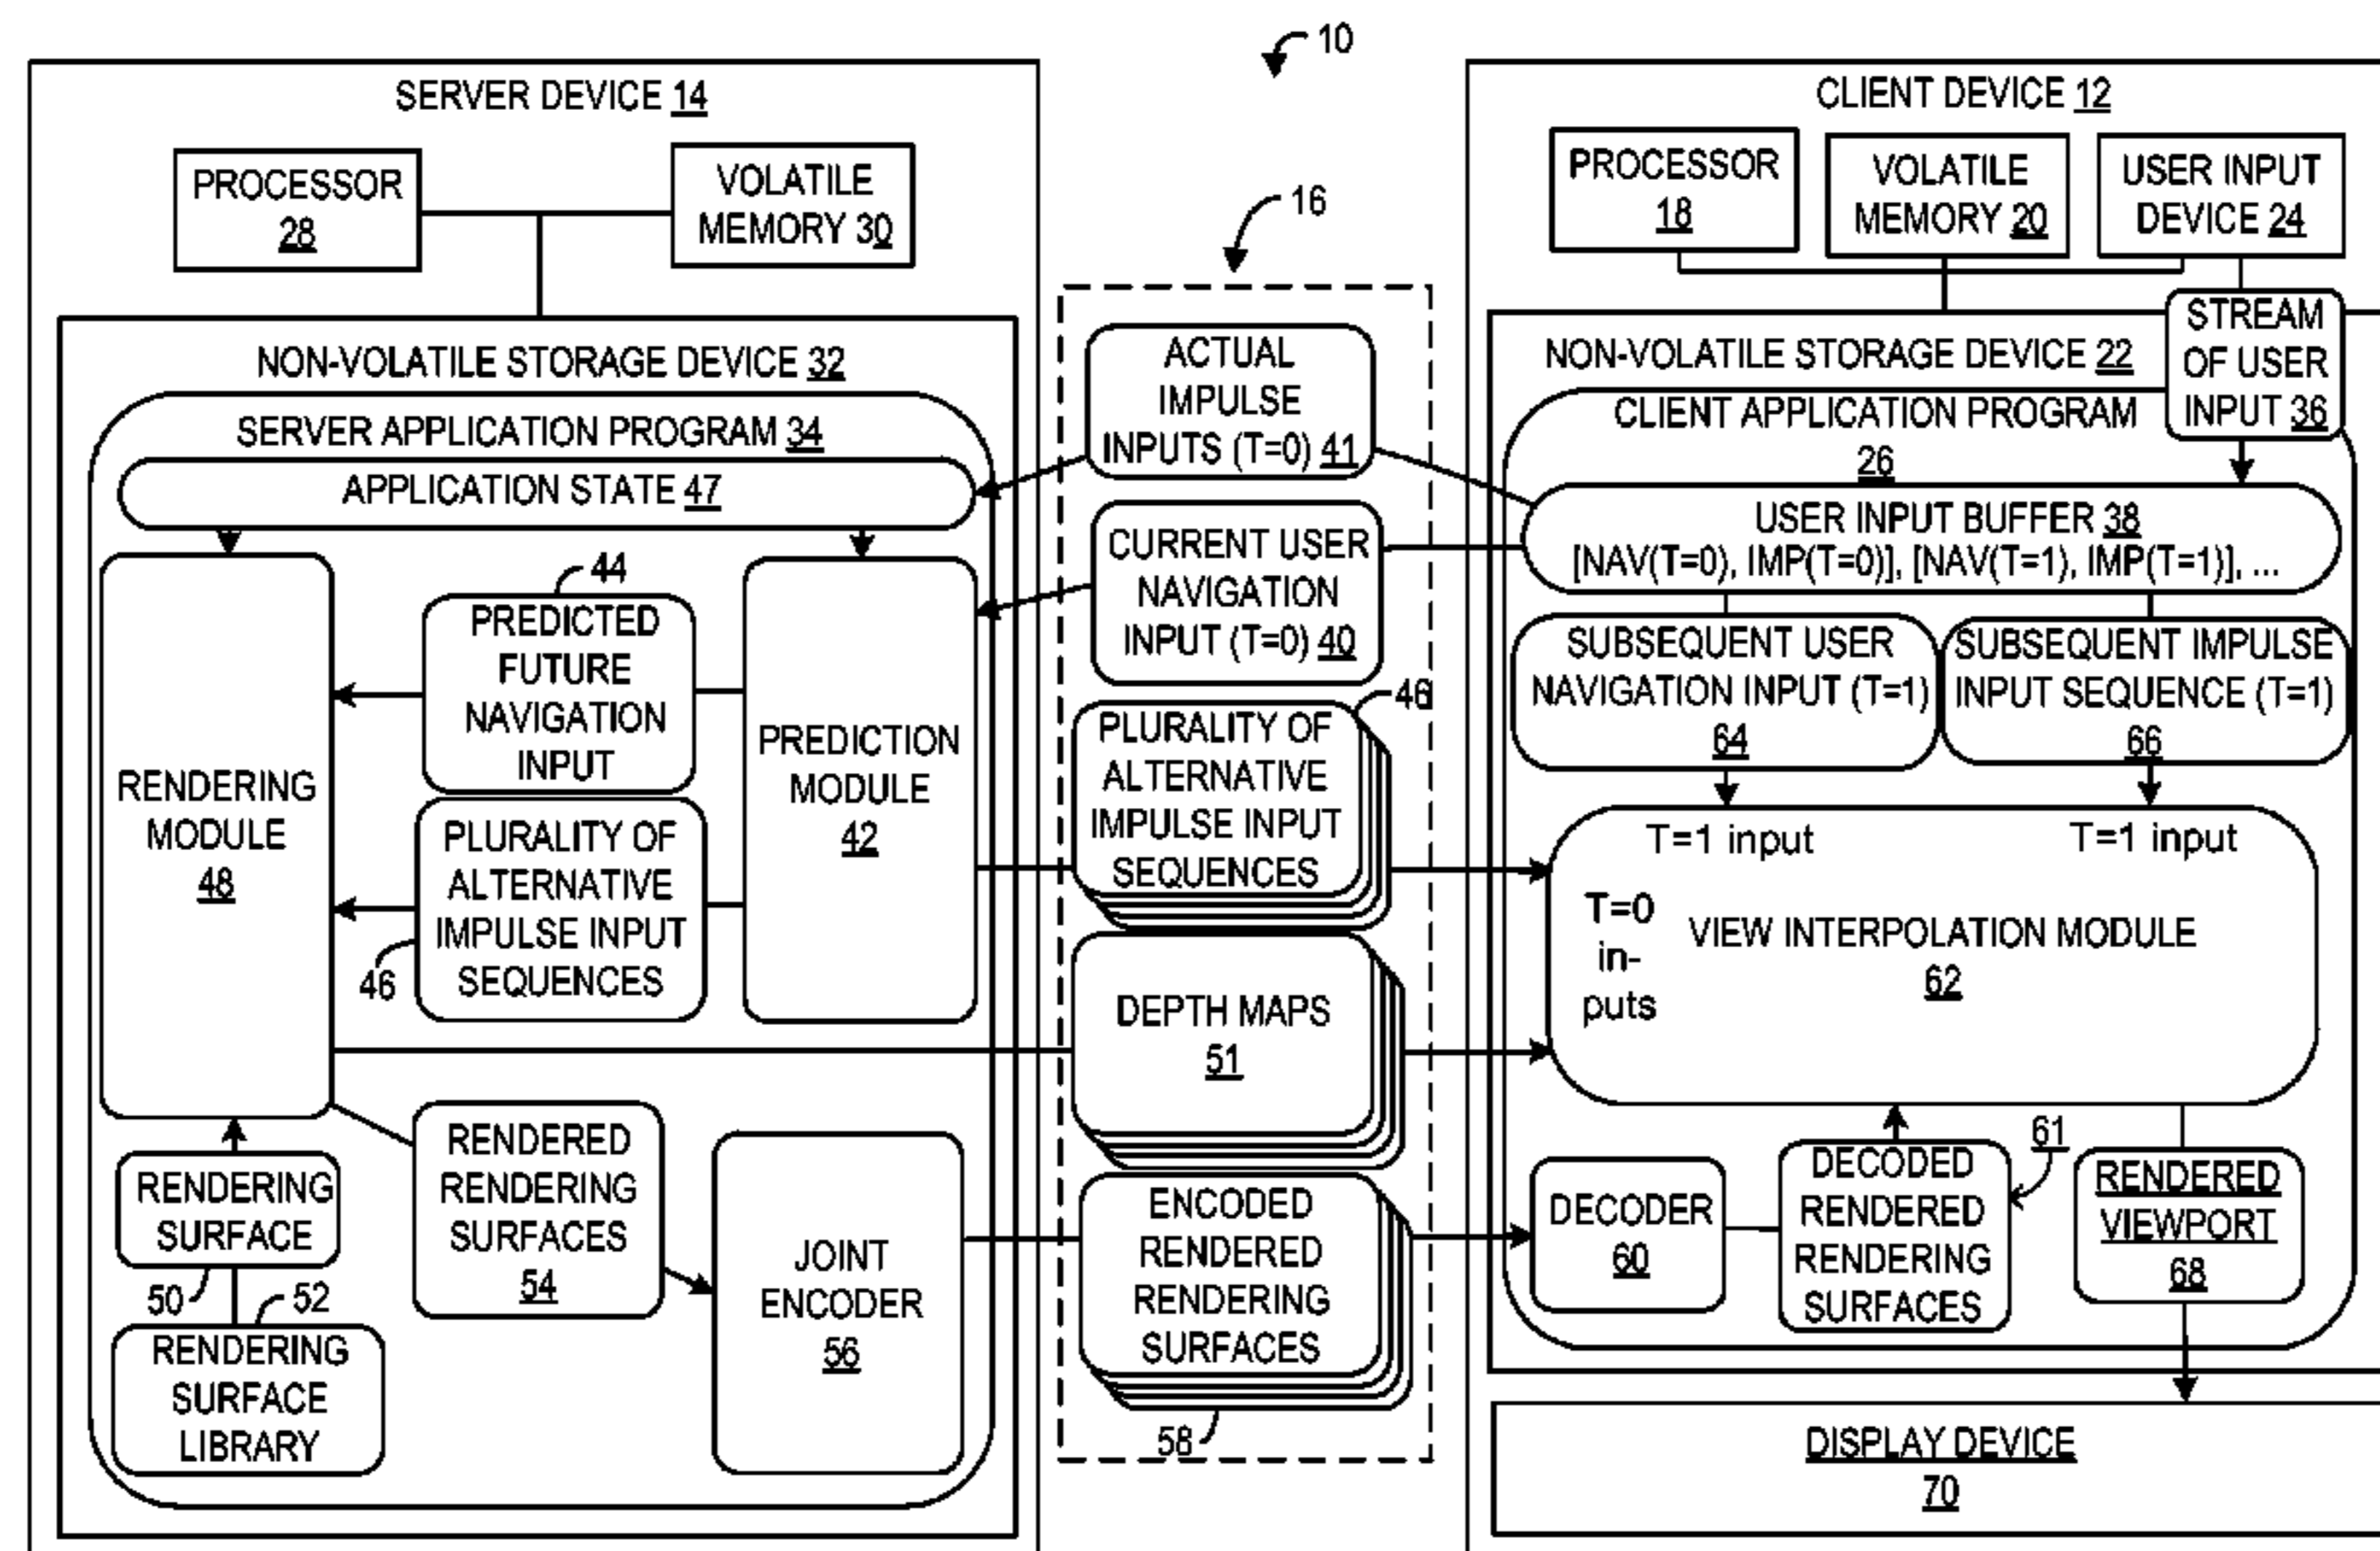 10
SERVER DEVICE 14
PROCESSOR
28
VOLATILE
MEMORY 30
NON-VOLATILE STORAGE DEVICE 32
SERVER APPLICATION PROGRAM 34
APPLICATION STATE 47
RENDERING
MODULE
48
44
PREDICTED
FUTURE
NAVIGATION
INPUT
PLURALITY OF
ALTERNATIVE
IMPULSE INPUT
SEQUENCES
46
PREDICTION
MODULE
42
RENDERING
SURFACE
50
52
RENDERING
SURFACE
LIBRARY
RENDERED
RENDERING
SURFACES
54
JOINT
ENCODER
56
16
ACTUAL
IMPULSE
INPUTS (T=0) 41
CURRENT USER
NAVIGATION
INPUT (T=0) 40
46
PLURALITY OF
ALTERNATIVE
IMPULSE INPUT
SEQUENCES
DEPTH MAPS
51
ENCODED
RENDERED
RENDERING
SURFACES
58
CLIENT DEVICE 12
PROCESSOR
18
VOLATILE
MEMORY 20
USER INPUT
DEVICE 24
STREAM
OF USER
INPUT 36
NON-VOLATILE STORAGE DEVICE 22
CLIENT APPLICATION PROGRAM
26
USER INPUT BUFFER 38
[NAV(T=0), IMP(T=0)], [NAV(T=1), IMP(T=1)], ...
SUBSEQUENT USER
NAVIGATION INPUT (T=1)
64
SUBSEQUENT IMPULSE
INPUT SEQUENCE (T=1)
66
T=1 input
T=1 input
T=0
in-
puts
VIEW INTERPOLATION MODULE
62
DECODER
60
DECODED
RENDERED
RENDERING
SURFACES
61
RENDERED
VIEWPORT
68
DISPLAY DEVICE
70